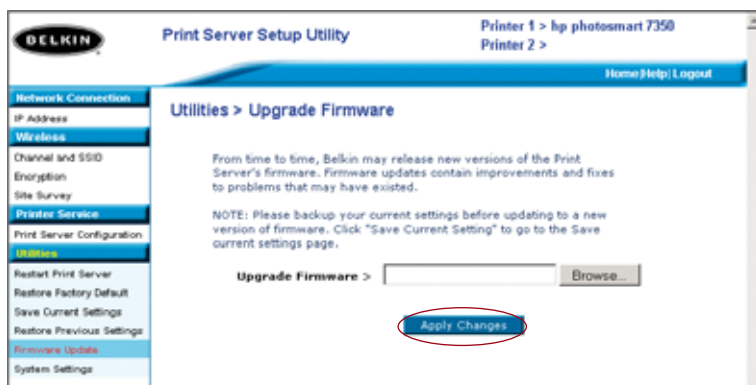 BELKIN
Print Server Setup Utility
Printer 1 > hp photosmart 7350
Printer 2 >
Home|Help|Logout
Network Connection
IP Address
Wireless
Channel and SSID
Encryption
Site Survey
Printer Service
Print Server Configuration
Utilities
Restart Print Server
Restore Factory Default
Save Current Settings
Restore Previous Settings
Firmware Update
System Settings
Utilities > Upgrade Firmware
From time to time, Belkin may release new versions of the Print
Server's firmware. Firmware updates contain improvements and fixes
to problems that may have existed.
NOTE: Please backup your current settings before updating to a new
version of firmware. Click "Save Current Setting" to go to the Save
current settings page.
Upgrade Firmware >
Browse...
Apply Changes